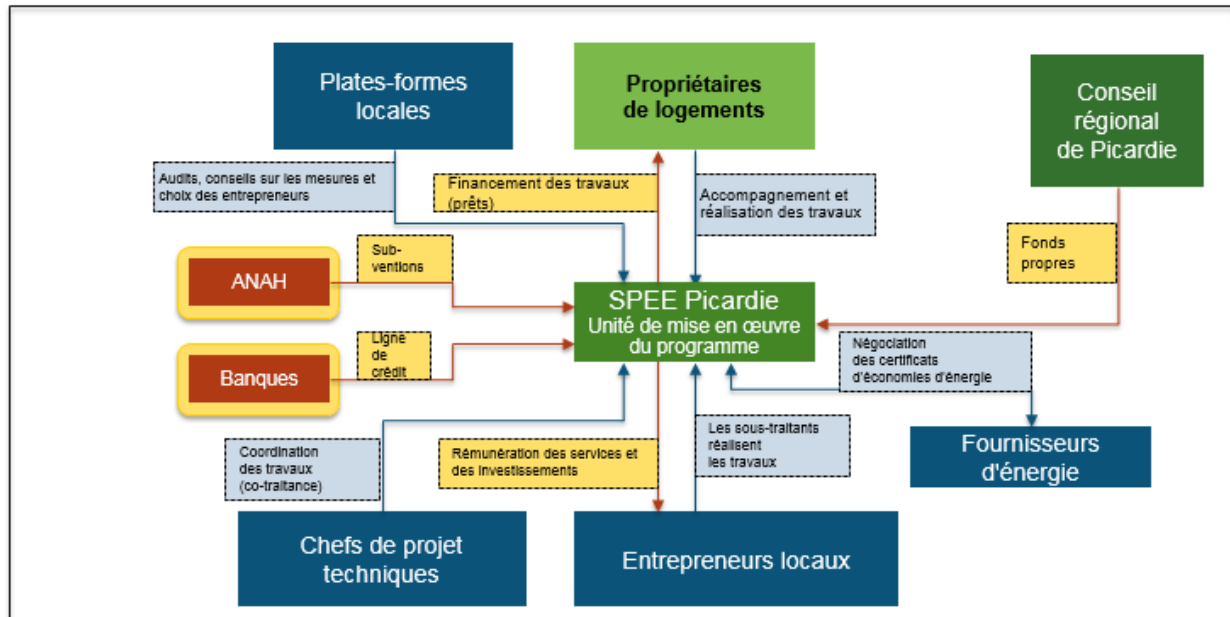 Plates-formes
locales
Propriétaires
de logements
Conseil
régional
de Picardie
Audits, conseils sur les mesures et
choix des entrepreneurs
Financement des travaux
(prêts)
Accompagnement et
réalisation des travaux
Fonds
propres
ANAH
Sub-
ventions
SPEE Picardie
Unité de mise en œuvre
du programme
Banques
Ligne
de
crédit
Négociation
des certificats
d'économies d'énergie
Coordination
des travaux
(co-traitance)
Rémunération des services et
des investissements
Les sous-traitants
réalisent
les travaux
Fournisseurs
d'énergie
Chefs de projet
techniques
Entrepreneurs locaux